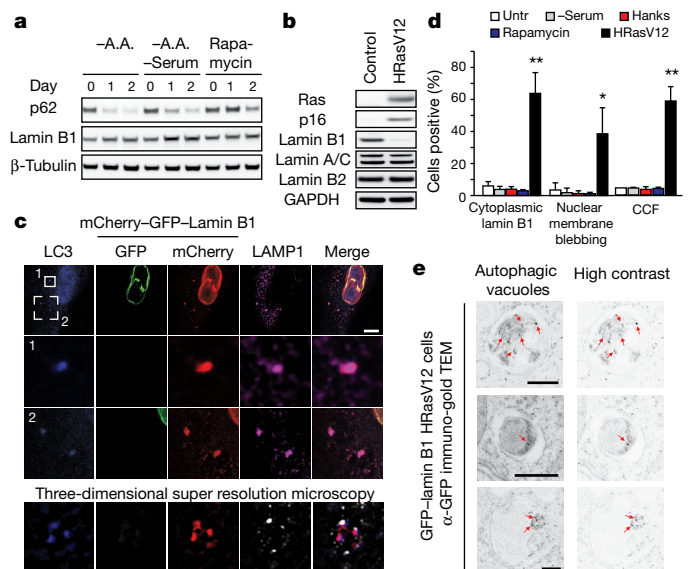 a
–A.A.
–A.A.
–Serum
Rapa-
mycin
Day 0 1 2 0 1 2 0 1 2
p62
Lamin B1
β-Tubulin
b
Control
HRasV12
Ras
p16
Lamin B1
Lamin A/C
Lamin B2
GAPDH
c
mCherry–GFP–Lamin B1
LC3 GFP mCherry LAMP1 Merge
1
2
1
2
Three-dimensional super resolution microscopy
d
Untr –Serum Hanks
Rapamycin HRasV12
Cells positive (%)
80
60
40
20
0
** * **
Cytoplasmic
lamin B1
Nuclear
membrane
blebbing
CCF
e
Autophagic
vacuoles
High contrast
GFP–lamin B1 HRasV12 cells
α-GFP immuno-gold TEM